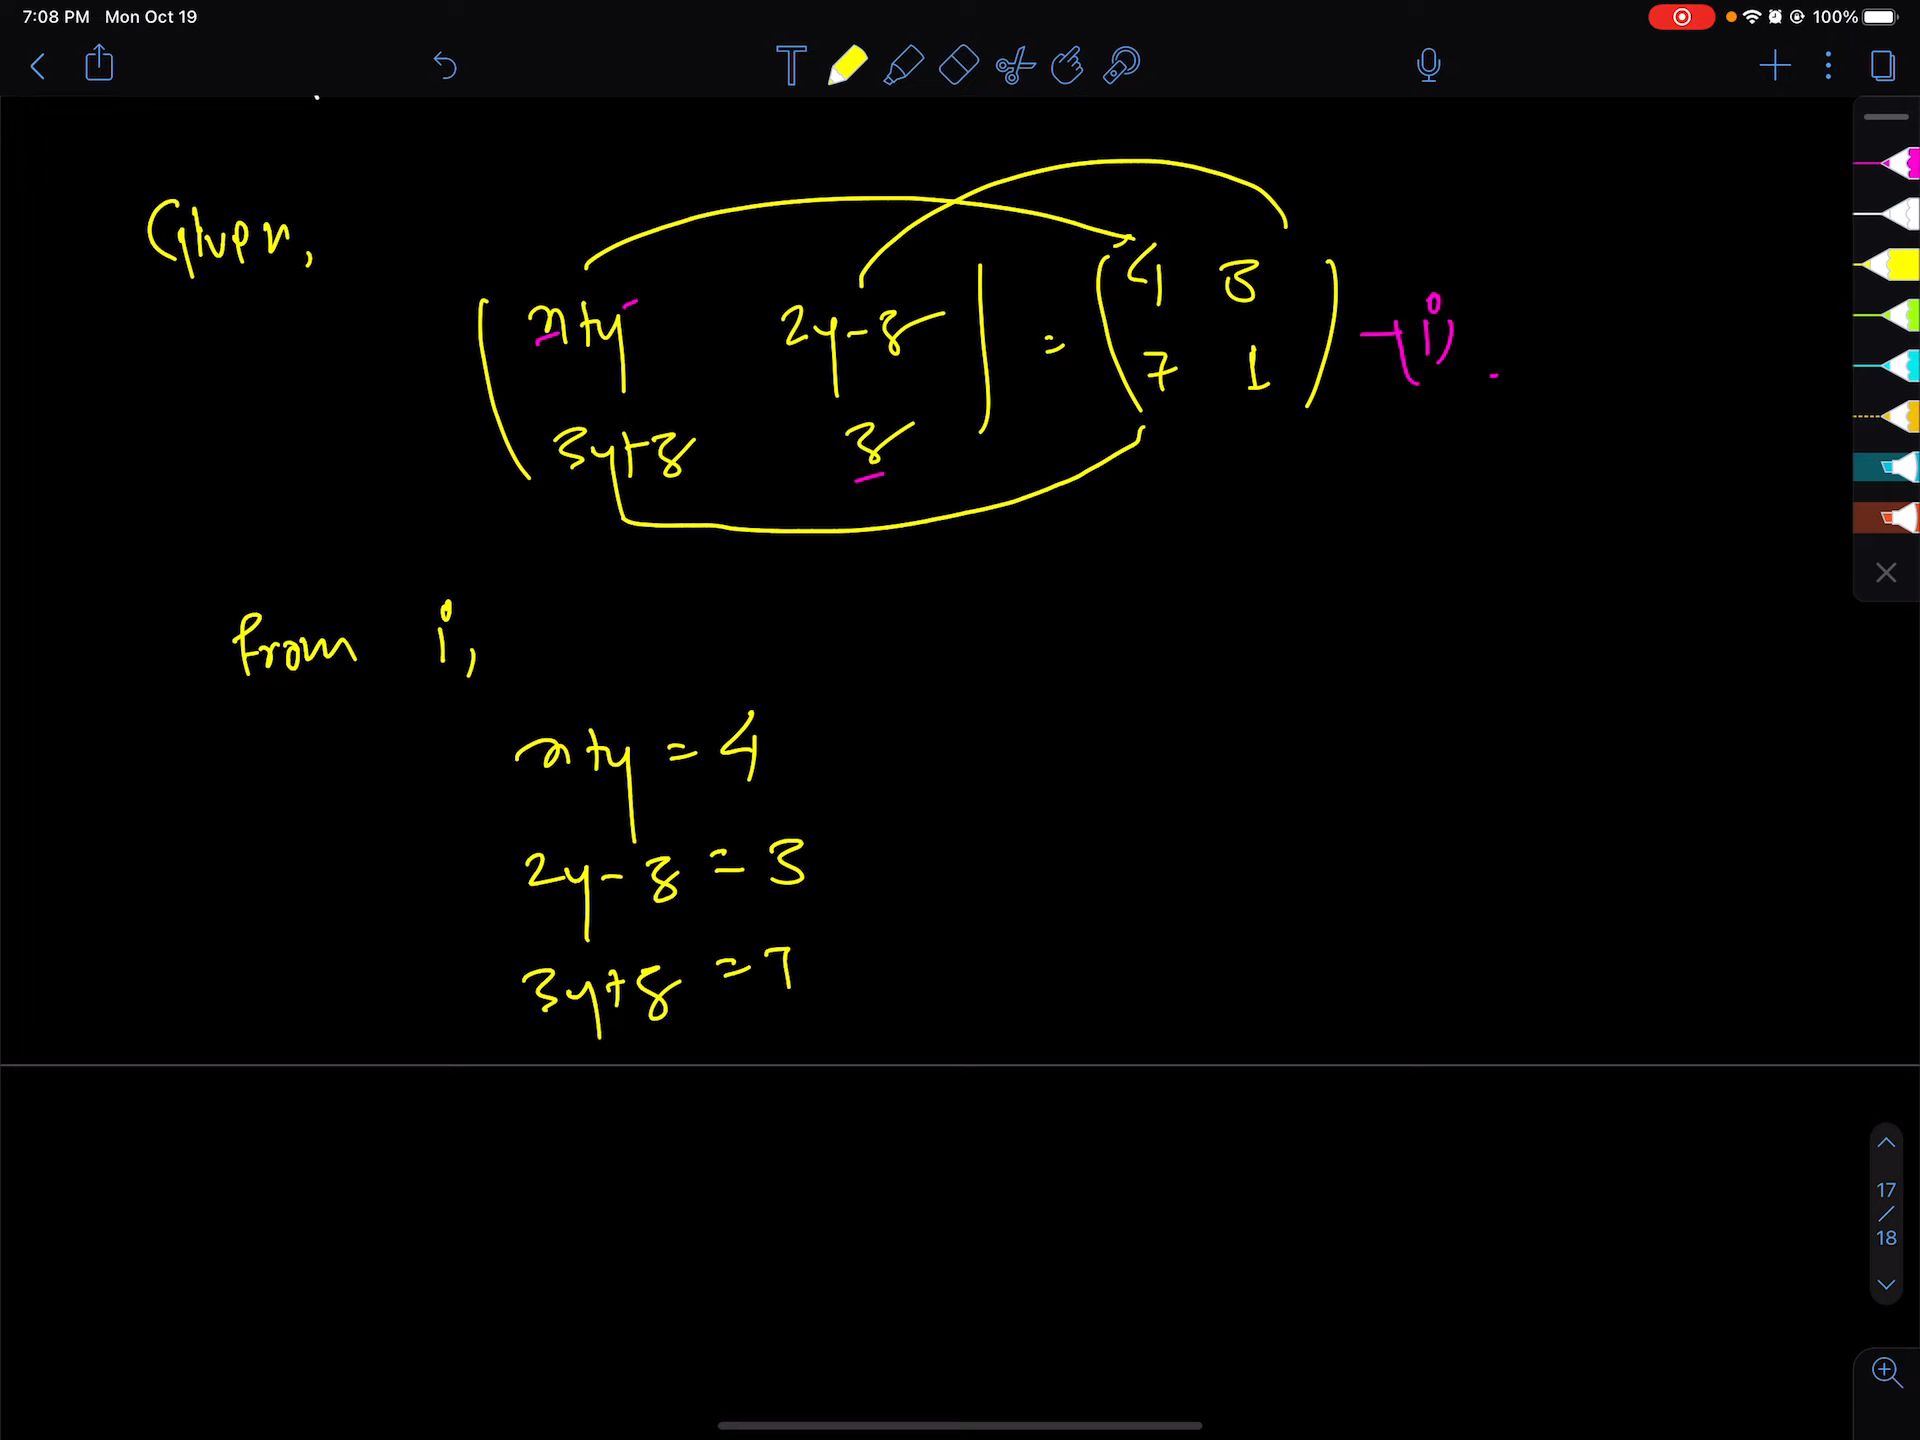 7:08 PM Mon Oct 19 100%
Given,
( x+y 2y-z ) = ( 4 3 ) -(i).
( 3y+z z ) ( 7 1 )
from i,
x+y = 4
2y-z = 3
3y+z = 7
17
/
18